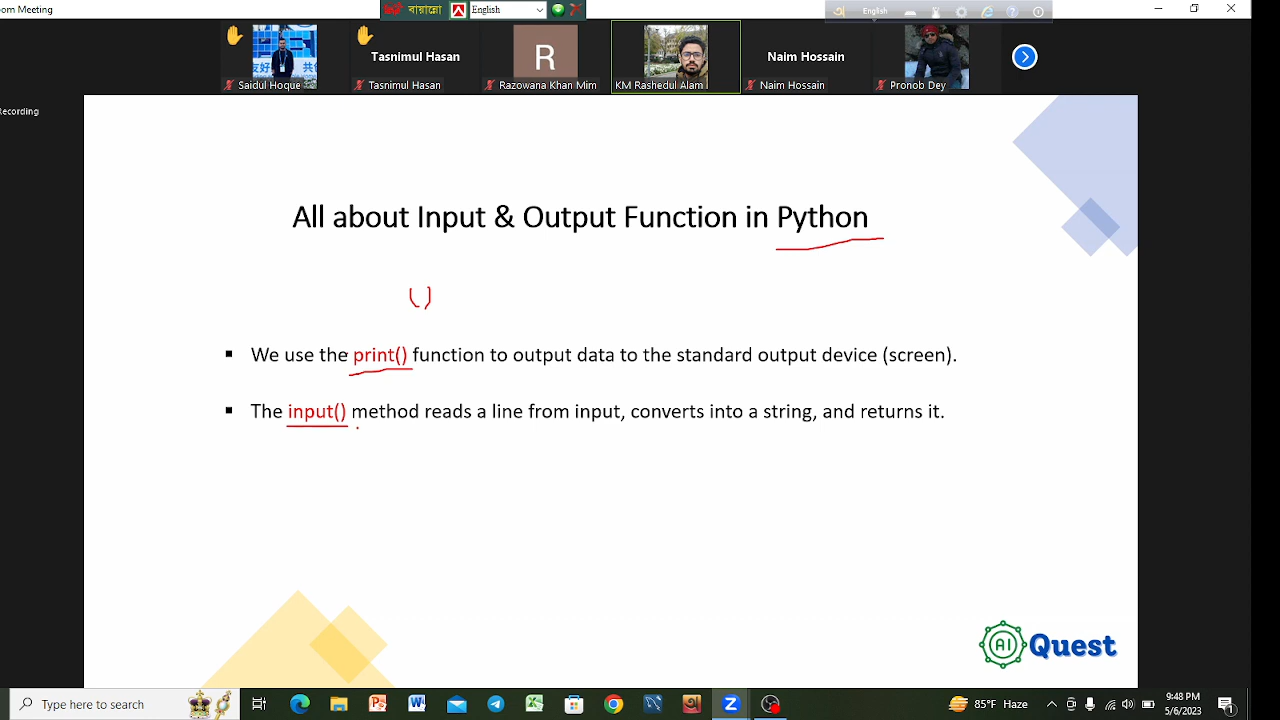 oom Meeting
বায়ান্নো English
অ English
Tasnimul Hasan
R
Naim Hossain
Saidul Hoque
Tasnimul Hasan
Razowana Khan Mim
KM Rashedul Alam
Naim Hossain
Pronob Dey
Recording
All about Input & Output Function in Python
()
▪ We use the print() function to output data to the standard output device (screen).
▪ The input() method reads a line from input, converts into a string, and returns it.
AI Quest
Type here to search
85°F Haze
9:48 PM
5/6/2023
1